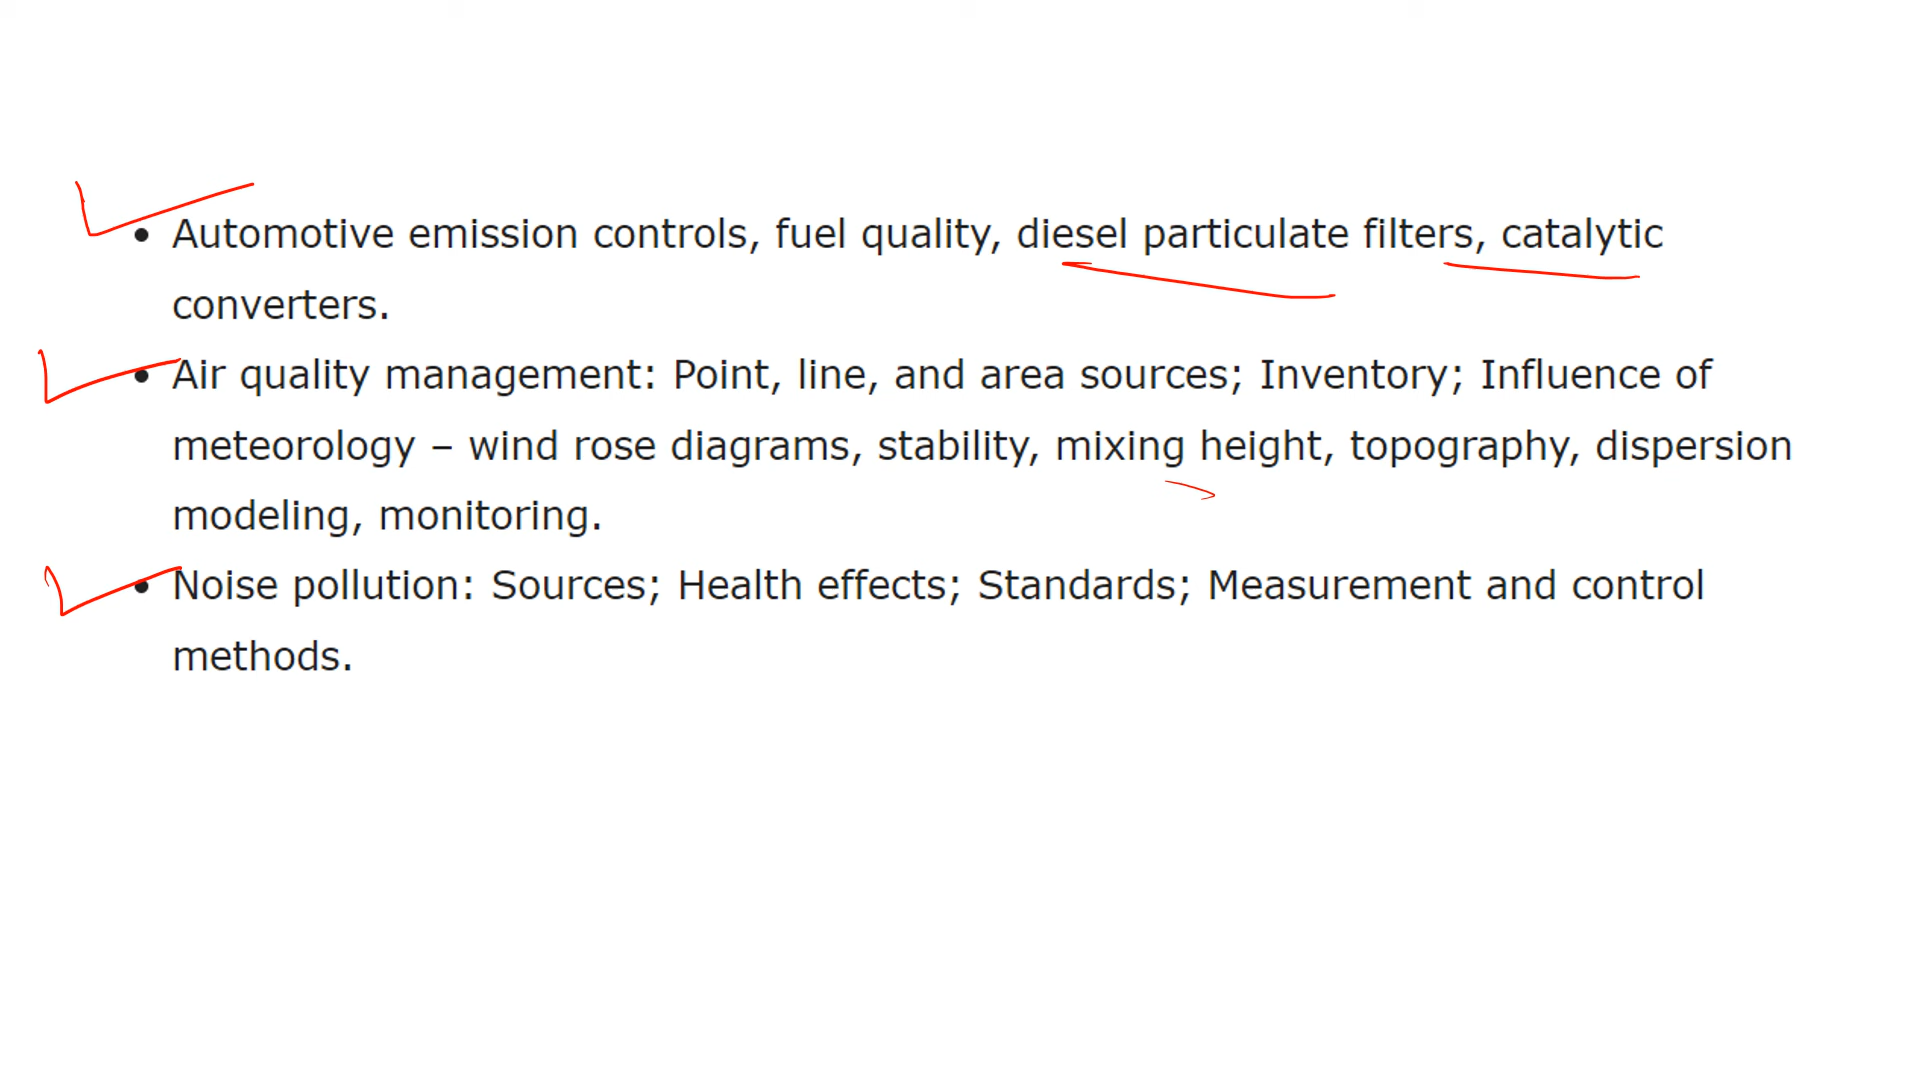 • Automotive emission controls, fuel quality, diesel particulate filters, catalytic
converters.
• Air quality management: Point, line, and area sources; Inventory; Influence of
meteorology – wind rose diagrams, stability, mixing height, topography, dispersion
modeling, monitoring.
• Noise pollution: Sources; Health effects; Standards; Measurement and control
methods.